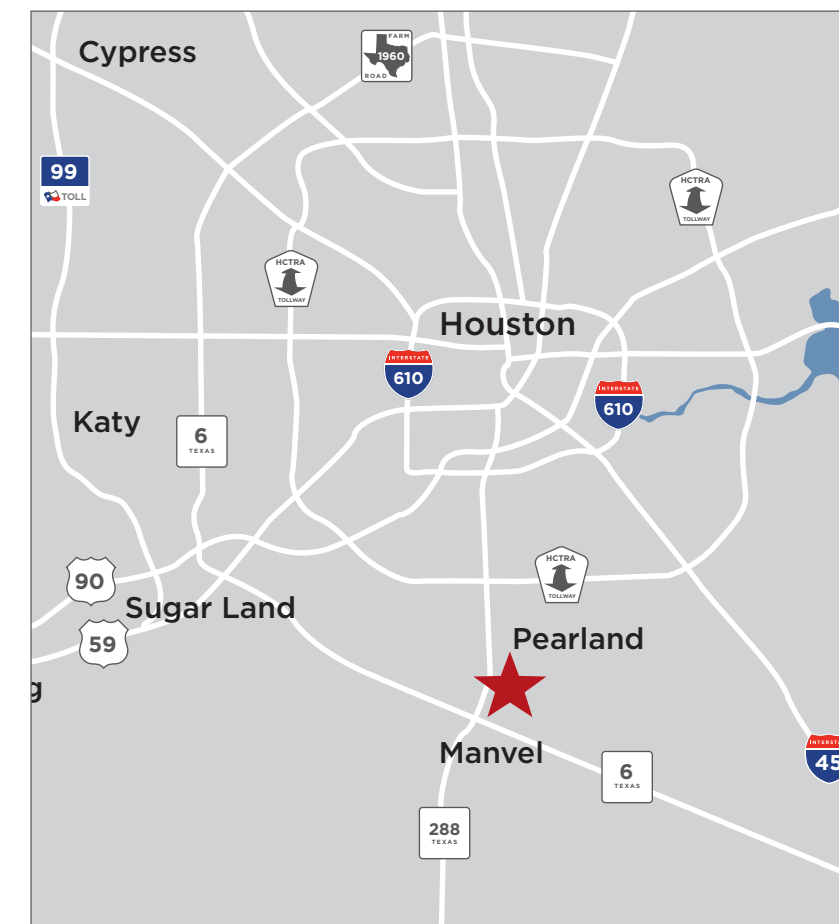 Cypress
FARM
1960
ROAD
99
TOLL
HCTRA
TOLLWAY
HCTRA
TOLLWAY
Houston
INTERSTATE
610
INTERSTATE
610
Katy
6
TEXAS
90
HCTRA
TOLLWAY
Sugar Land
59
Pearland
g
Manvel
INTERSTA
45
6
TEXAS
288
TEXAS